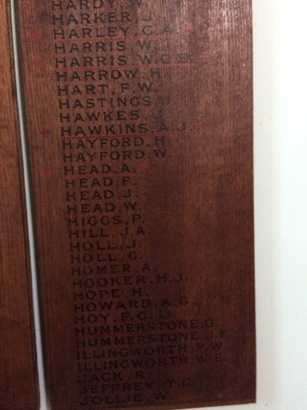 HARDY. W.
HARKER. J.
HARLEY. C.A.
HARRIS. W.
HARRIS. W.G.E.
HARROW. H.
HART. F.W.
HASTINGS. J.
HAWKES. J.
HAWKINS. A.J.
HAYFORD. H.
HAYFORD. W.
HEAD. A.
HEAD. F.
HEAD. J.
HEAD. W.
HIGGS. P.
HILL. J.A.
HOLL. J.
HOLL. G.
HOMER. A.
HOOKER. H.J.
HOPE. H.
HOWARD. A.G.
HOY. F.C. Lt.
HUMMERSTONE. G.
HUMMERSTONE. J.F.
ILLINGWORTH. F.W.
ILLINGWORTH. W.E.
JACK. R.
JEFFREY. T.C.
JOLLIE. W.